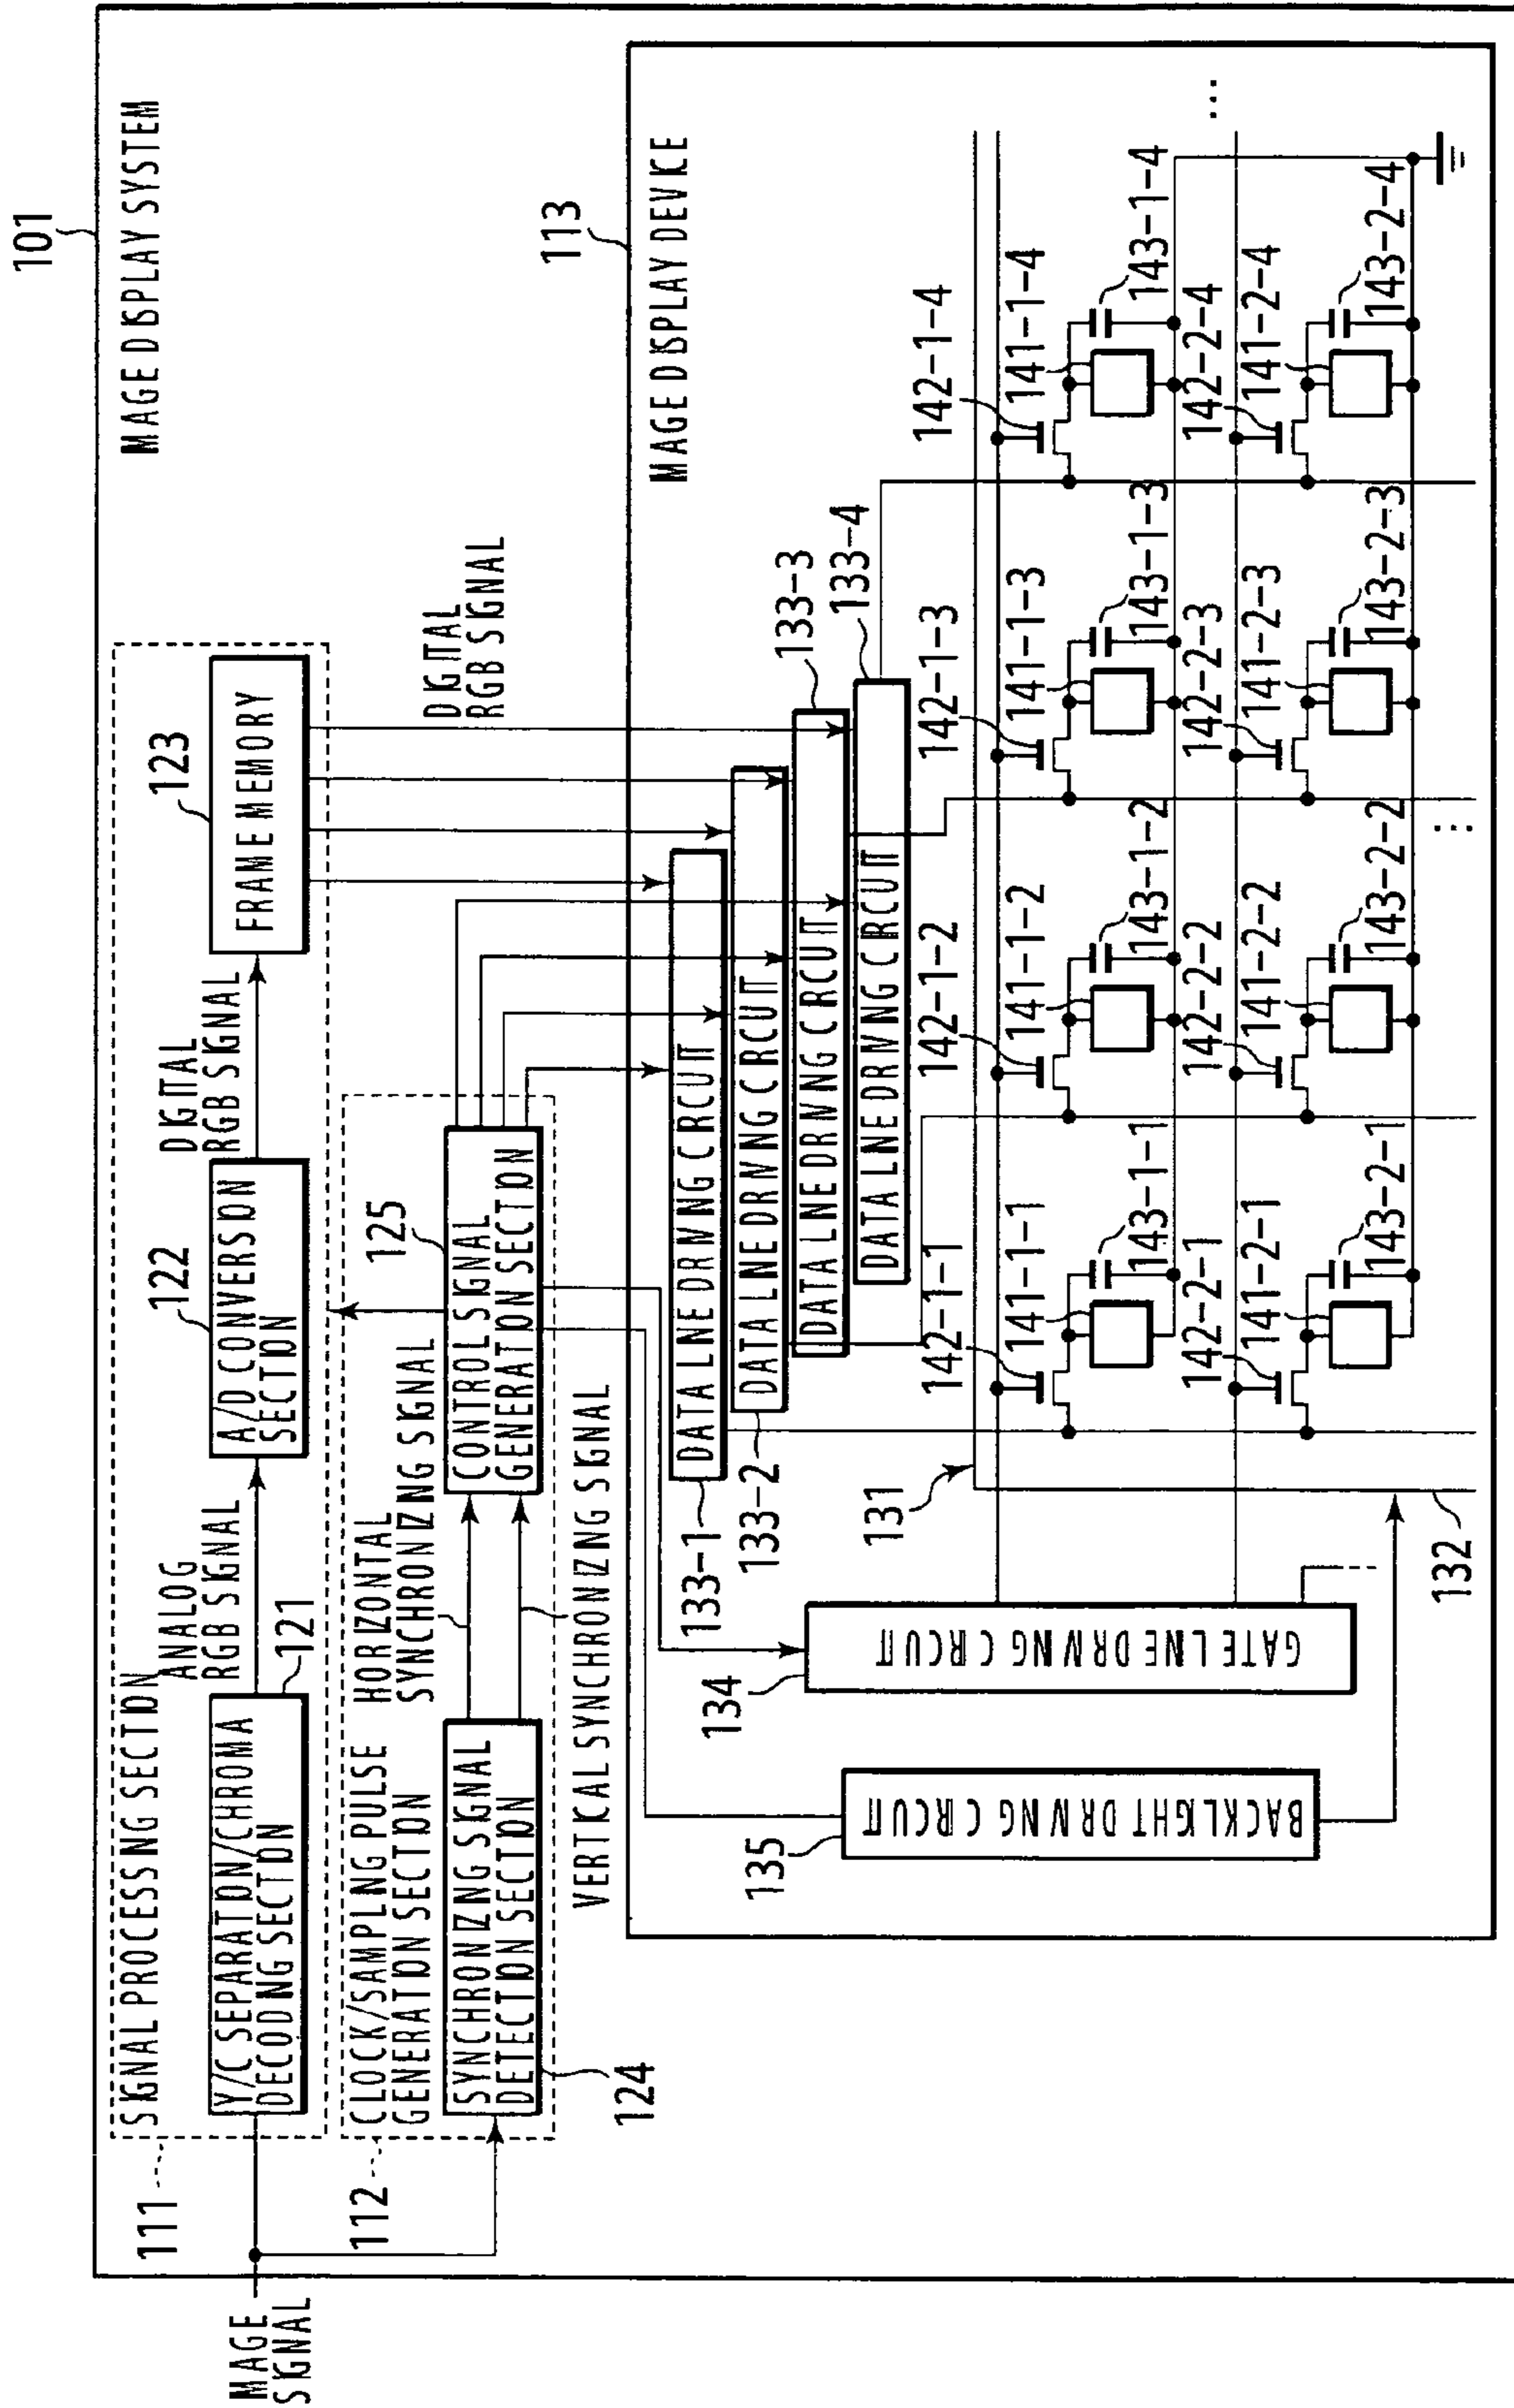 101
IMAGE DISPLAY SYSTEM
SIGNAL PROCESSING SECTION
111
IMAGE
SIGNAL
Y/C SEPARATION/CHROMA
DECODING SECTION
121
ANALOG
RGB SIGNAL
122
A/D CONVERSION
SECTION
DIGITAL
RGB SIGNAL
123
FRAME MEMORY
DIGITAL
RGB SIGNAL
112
CLOCK/SAMPLING PULSE
GENERATION SECTION
SYNCHRONIZING SIGNAL
DETECTION SECTION
124
HORIZONTAL
SYNCHRONIZING SIGNAL
VERTICAL SYNCHRONIZING SIGNAL
125
CONTROL SIGNAL
GENERATION SECTION
113
IMAGE DISPLAY DEVICE
133-1
DATA LINE DRIVING CIRCUIT
133-2
DATA LINE DRIVING CIRCUIT
133-3
DATA LINE DRIVING CIRCUIT
133-4
DATA LINE DRIVING CIRCUIT
135
BACKLIGHT DRIVING CIRCUIT
134
GATE LINE DRIVING CIRCUIT
131
132
142-1-1
142-1-2
142-1-3
142-1-4
141-1-1
141-1-2
141-1-3
141-1-4
143-1-1
143-1-2
143-1-3
143-1-4
142-2-1
142-2-2
142-2-3
142-2-4
141-2-1
141-2-2
141-2-3
141-2-4
143-2-1
143-2-2
143-2-3
143-2-4
...
...